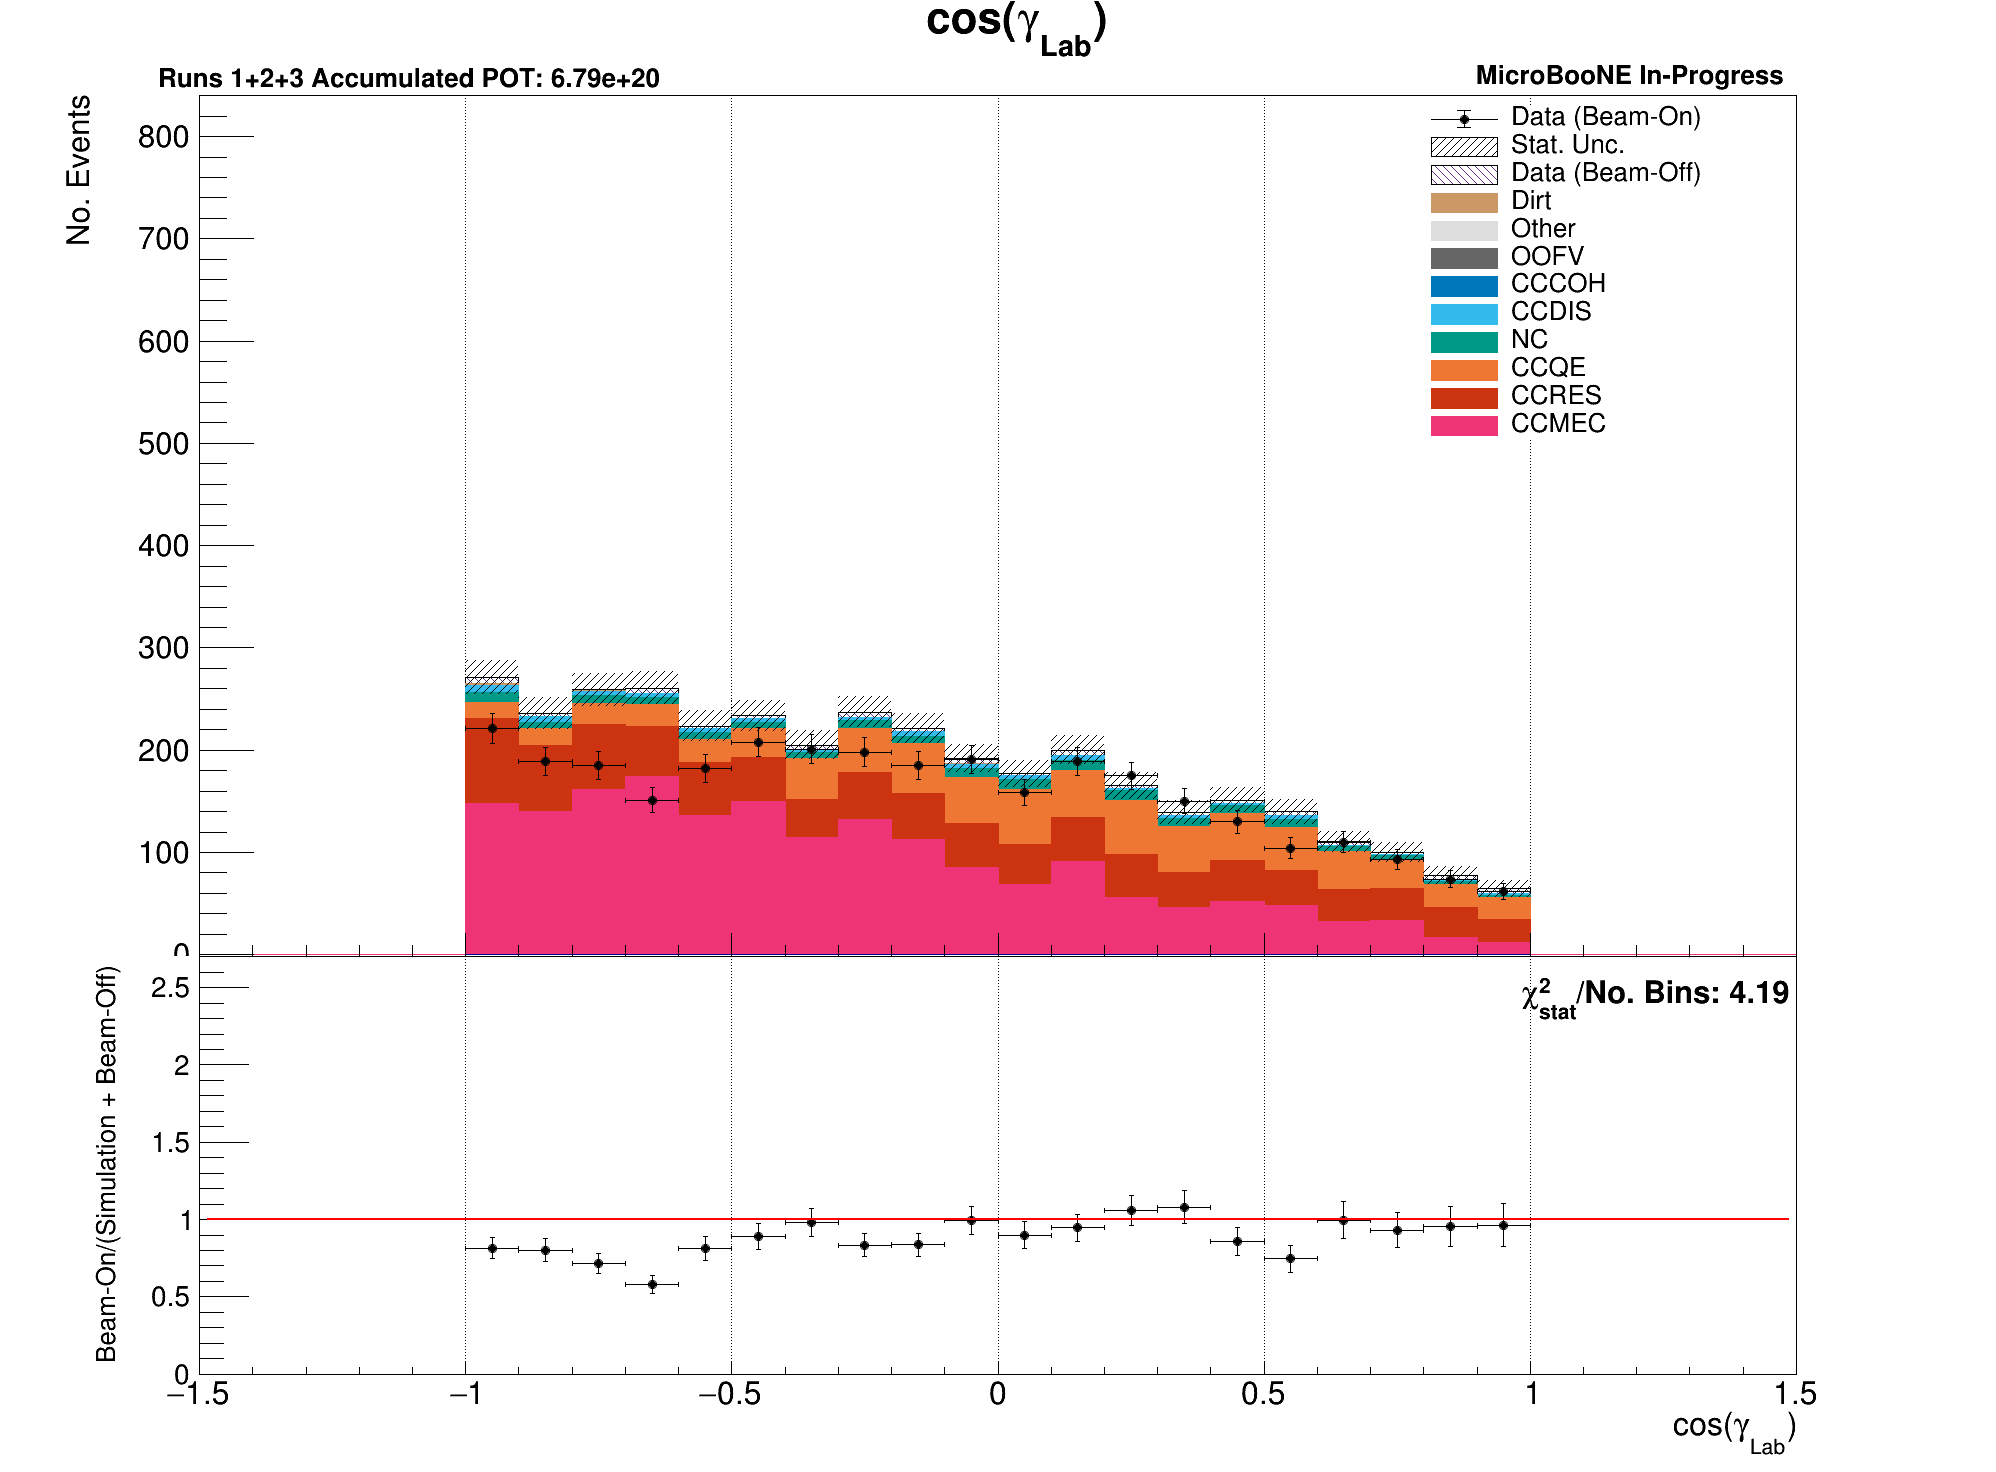 cos(γ_Lab)
Runs 1+2+3 Accumulated POT: 6.79e+20
MicroBooNE In-Progress
No. Events
800
700
600
500
400
300
200
100
0
Data (Beam-On)
Stat. Unc.
Data (Beam-Off)
Dirt
Other
OOFV
CCCOH
CCDIS
NC
CCQE
CCRES
CCMEC
Beam-On/(Simulation + Beam-Off)
χ²_stat/No. Bins: 4.19
2.5
2
1.5
1
0.5
0
−1.5 −1 −0.5 0 0.5 1 1.5
cos(γ_Lab)